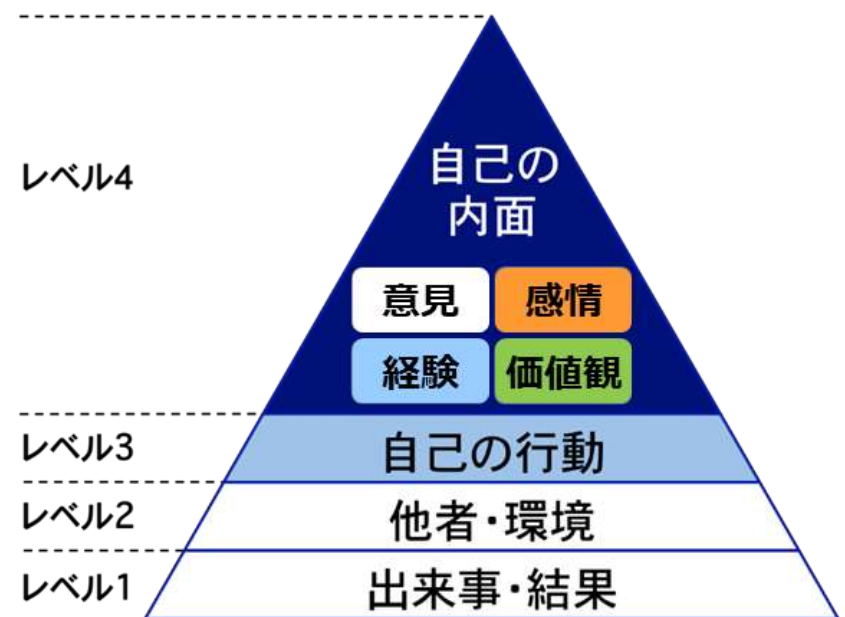 レベル4
自己の
内面
意見 感情
経験 価値観
レベル3 自己の行動
レベル2 他者・環境
レベル1 出来事・結果